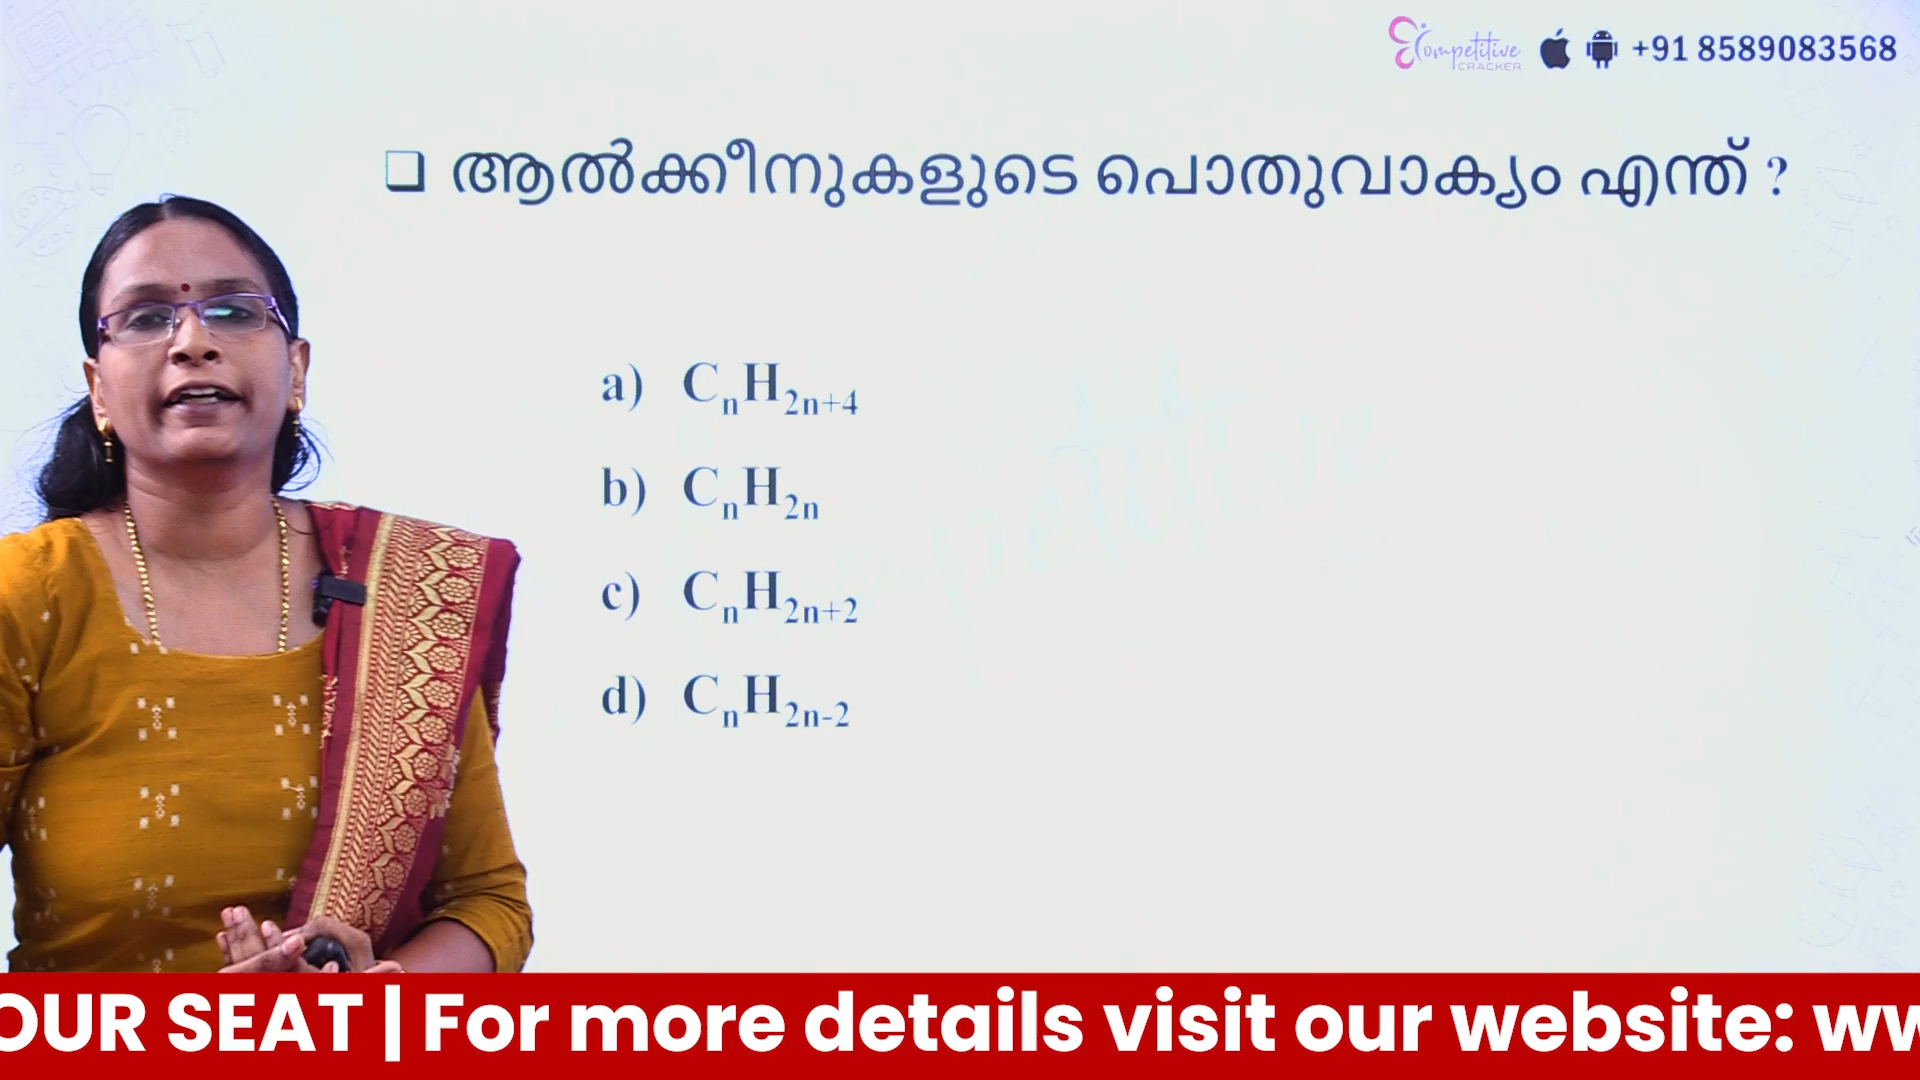 Competitive
CRACKER
+91 8589083568
❑ ആൽക്കീനുകളുടെ പൊതുവാക്യം എന്ത് ?
a) CₙH₂ₙ₊₄
b) CₙH₂ₙ
c) CₙH₂ₙ₊₂
d) CₙH₂ₙ₋₂
OUR SEAT | For more details visit our website: ww